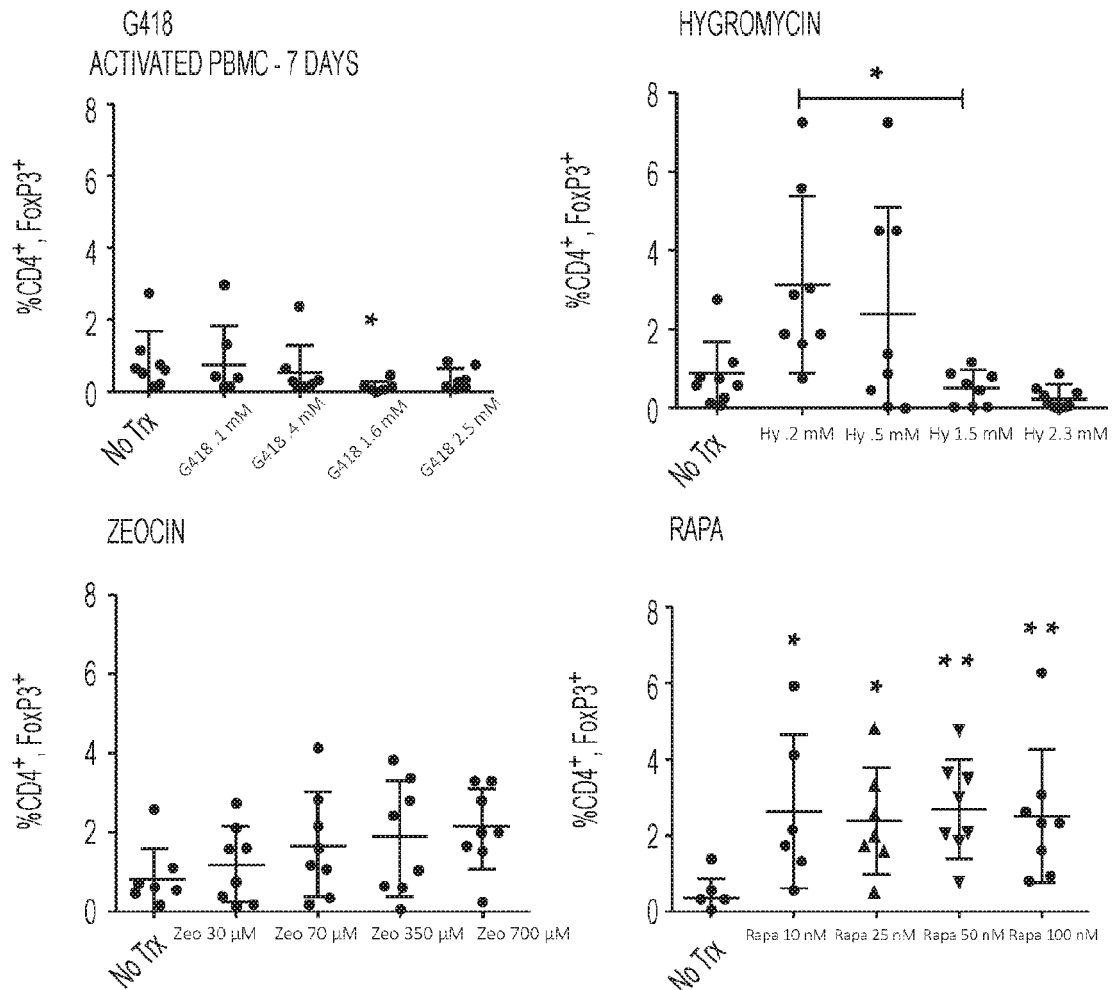 G418
ACTIVATED PBMC - 7 DAYS
%CD4+, FoxP3+
8
6
4
2
0
*
No Trx
G418 .1 mM
G418 .4 mM
G418 1.6 mM
G418 2.5 mM
HYGROMYCIN
%CD4+, FoxP3+
8
6
4
2
0
*
No Trx
Hy .2 mM
Hy .5 mM
Hy 1.5 mM
Hy 2.3 mM
ZEOCIN
%CD4+, FoxP3+
8
6
4
2
0
No Trx
Zeo 30 µM
Zeo 70 µM
Zeo 350 µM
Zeo 700 µM
RAPA
%CD4+, FoxP3+
8
6
4
2
0
*
*
**
**
No Trx
Rapa 10 nM
Rapa 25 nM
Rapa 50 nM
Rapa 100 nM